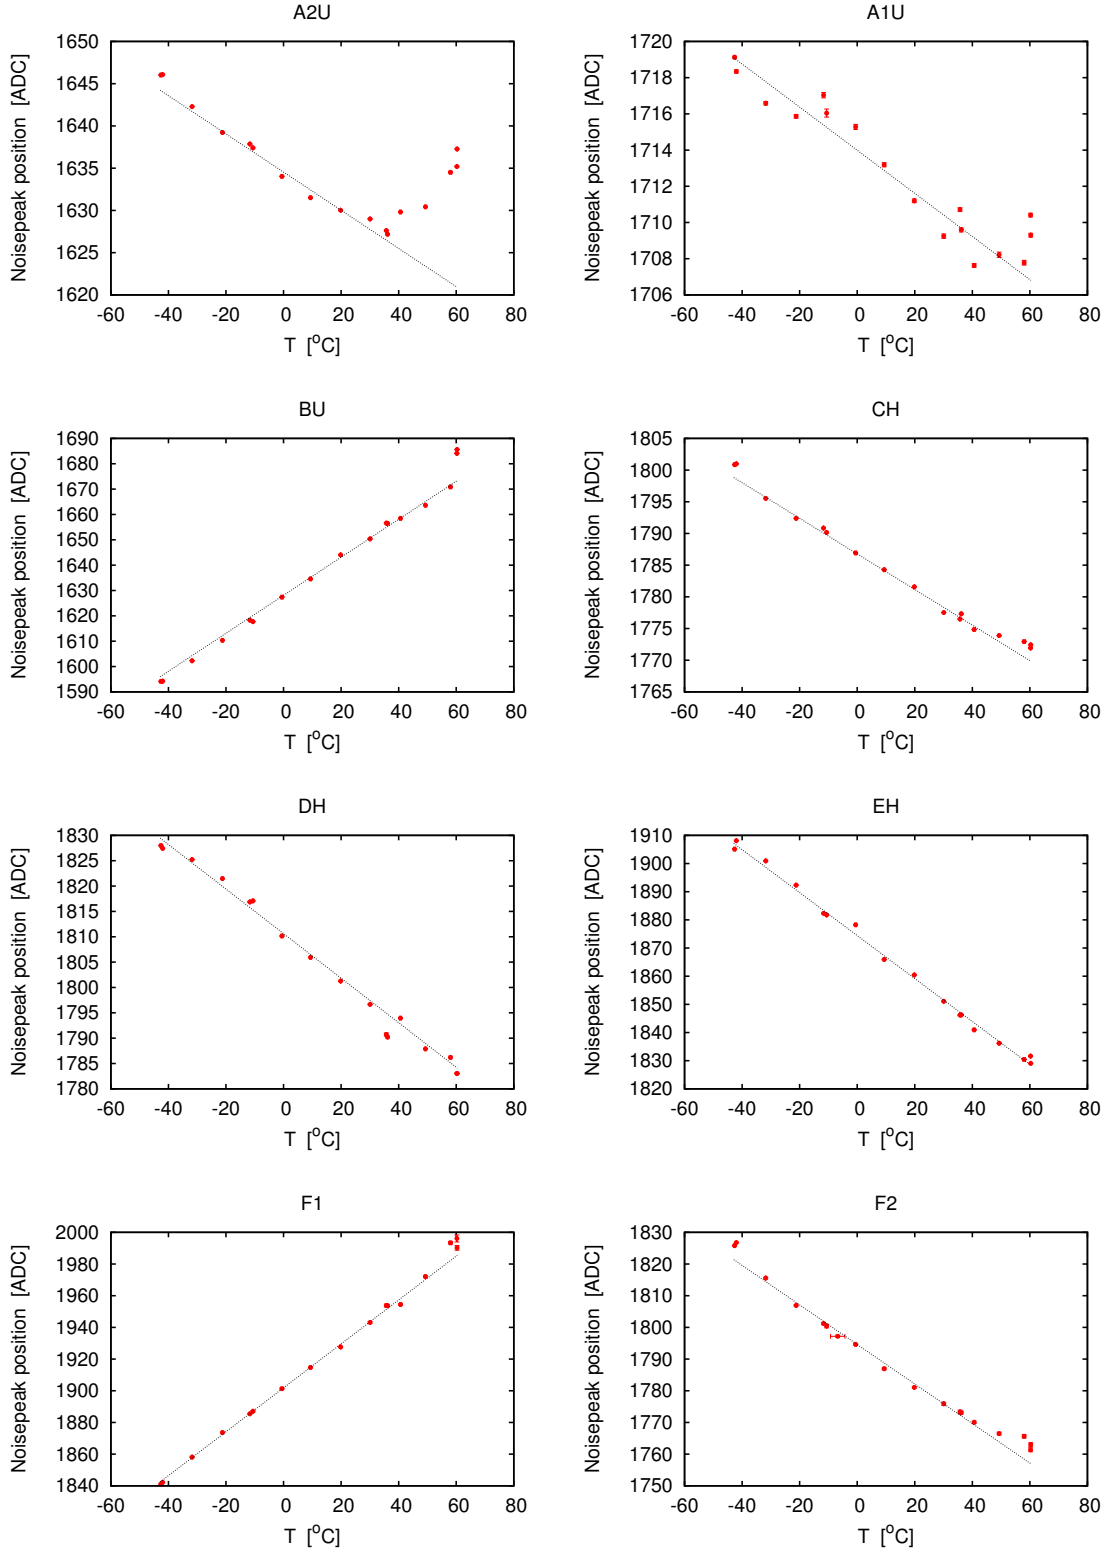 A2U
Noisepeak position [ADC]
1650
1645
1640
1635
1630
1625
1620
-60 -40 -20 0 20 40 60 80
T [°C]
A1U
Noisepeak position [ADC]
1720
1718
1716
1714
1712
1710
1708
1706
-60 -40 -20 0 20 40 60 80
T [°C]
BU
Noisepeak position [ADC]
1690
1680
1670
1660
1650
1640
1630
1620
1610
1600
1590
-60 -40 -20 0 20 40 60 80
T [°C]
CH
Noisepeak position [ADC]
1805
1800
1795
1790
1785
1780
1775
1770
1765
-60 -40 -20 0 20 40 60 80
T [°C]
DH
Noisepeak position [ADC]
1830
1825
1820
1815
1810
1805
1800
1795
1790
1785
1780
-60 -40 -20 0 20 40 60 80
T [°C]
EH
Noisepeak position [ADC]
1910
1900
1890
1880
1870
1860
1850
1840
1830
1820
-60 -40 -20 0 20 40 60 80
T [°C]
F1
Noisepeak position [ADC]
2000
1980
1960
1940
1920
1900
1880
1860
1840
-60 -40 -20 0 20 40 60 80
T [°C]
F2
Noisepeak position [ADC]
1830
1820
1810
1800
1790
1780
1770
1760
1750
-60 -40 -20 0 20 40 60 80
T [°C]